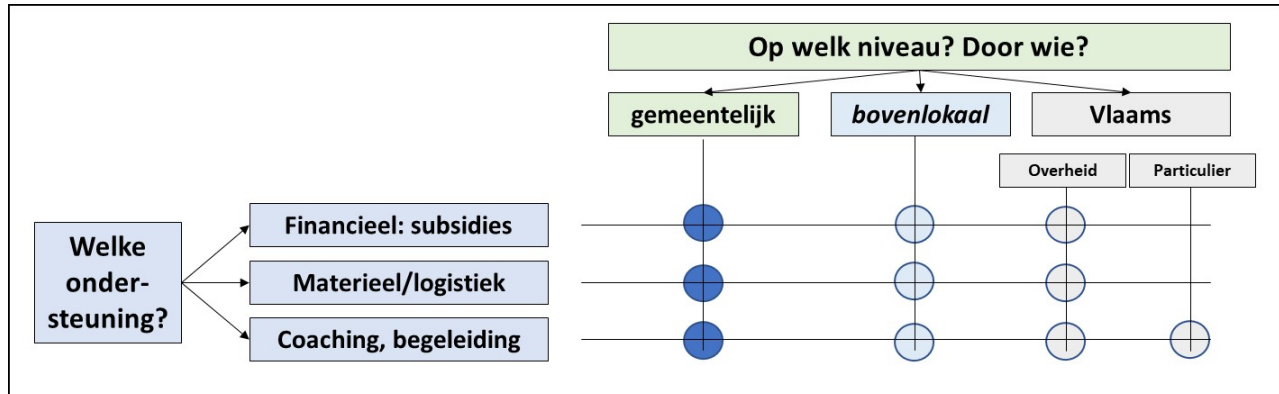 Op welk niveau? Door wie?
gemeentelijk
bovenlokaal
Vlaams
Overheid
Particulier
Welke
onder-
steuning?
Financieel: subsidies
Materieel/logistiek
Coaching, begeleiding